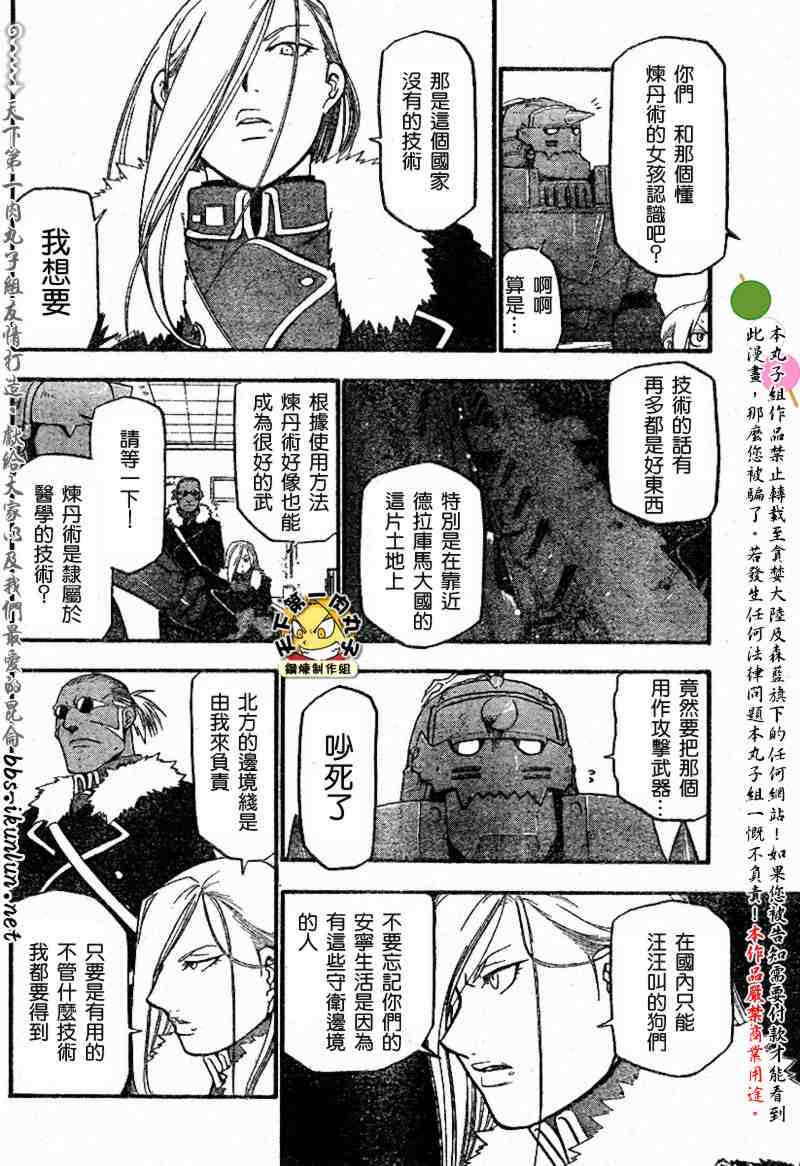 你們 和那個懂
煉丹術的女孩認識吧？
啊啊
算是…
那是這個國家
沒有的技術
我想要
技術的話有
再多都是好東西
特別是在靠近
德拉庫馬大國的
這片土地上
根據使用方法
煉丹術好像也能
成為很好的武
請等一下！
煉丹術是隸屬於
醫學的技術？
竟然要把那個
用作攻擊武器…
吵死了
北方的邊境綫是
由我來負責
在國內只能
汪汪叫的狗們
不要忘記你們的
安寧生活是因為
有這些守衛邊境
的人
只要是有用的
不管什麼技術
我都要得到
鋼煉制作組
本丸子組作品禁止轉載至貪婪大陸及森藍旗下的任何網站！如果您被告知需要付款才能看到
此漫畫，那麼您被騙了。若發生任何法律問題本丸子組一慨不負責！本作品嚴禁商業用途。
天下第一肉丸子組友情打造、獻給大家以及我們最愛的昆侖 bbs.ikunlun.net